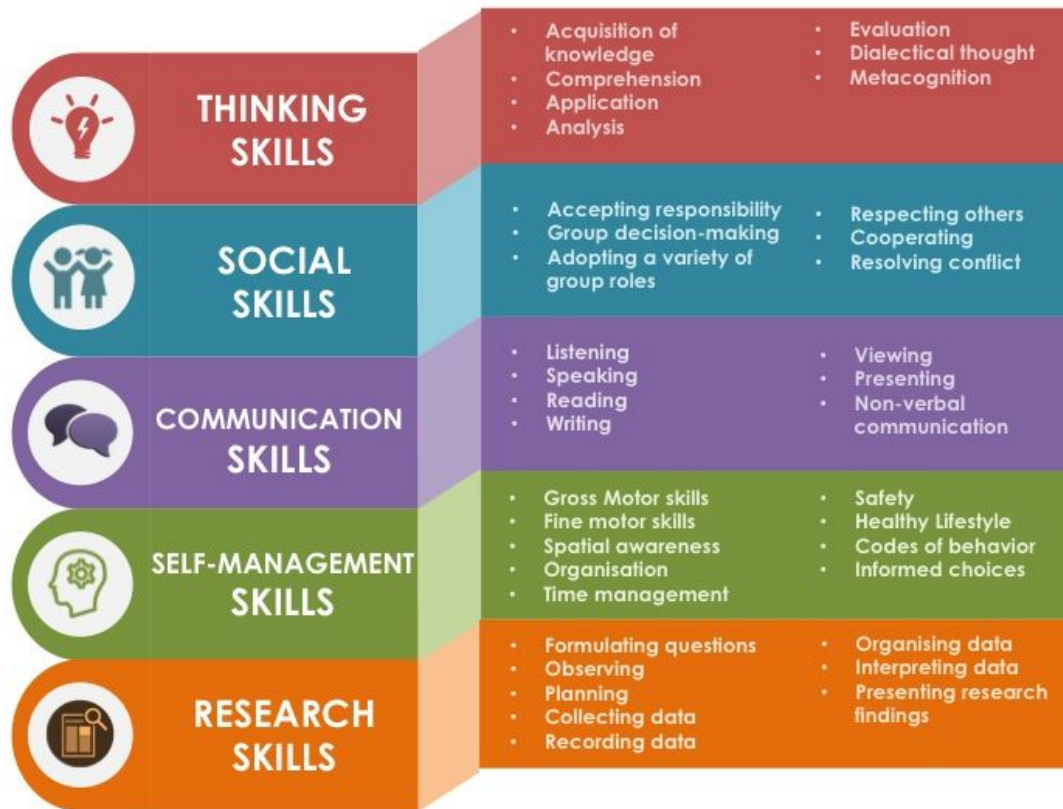 THINKING
SKILLS
• Acquisition of
knowledge
• Comprehension
• Application
• Analysis
• Evaluation
• Dialectical thought
• Metacognition
SOCIAL
SKILLS
• Accepting responsibility
• Group decision-making
• Adopting a variety of
group roles
• Respecting others
• Cooperating
• Resolving conflict
COMMUNICATION
SKILLS
• Listening
• Speaking
• Reading
• Writing
• Viewing
• Presenting
• Non-verbal
communication
SELF-MANAGEMENT
SKILLS
• Gross Motor skills
• Fine motor skills
• Spatial awareness
• Organisation
• Time management
• Safety
• Healthy Lifestyle
• Codes of behavior
• Informed choices
RESEARCH
SKILLS
• Formulating questions
• Observing
• Planning
• Collecting data
• Recording data
• Organising data
• Interpreting data
• Presenting research
findings